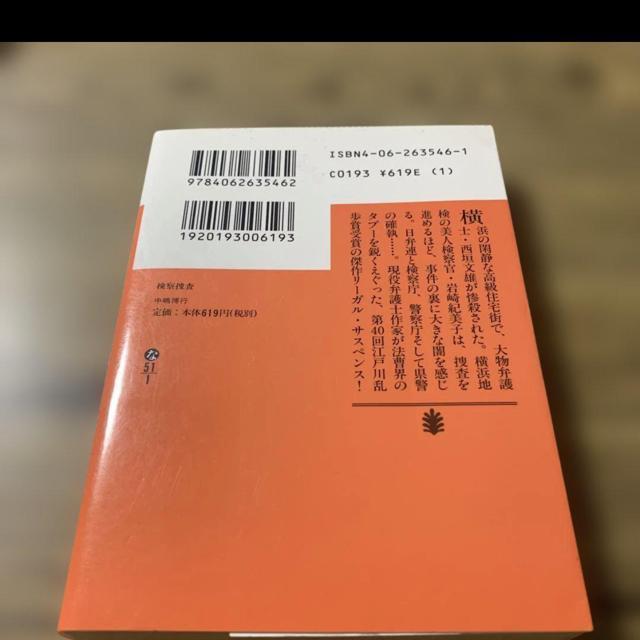 ISBN4-06-263546-1
C0193 ¥619E (1)
9784062635462
1920193006193
検察捜査
中嶋博行
定価：本体619円（税別）
な
51
1
横浜の閑静な高級住宅街で、大物弁護
士・西垣文雄が惨殺された。横浜地
検の美人検察官・岩崎紀美子は、捜査を
進めるほど、事件の裏に大きな闇を感じ
る。日弁連と検察庁、警察庁そして県警
の確執……。現役弁護士作家が法曹界の
タブーを鋭くえぐった、第40回江戸川乱
歩賞受賞の傑作リーガル・サスペンス！